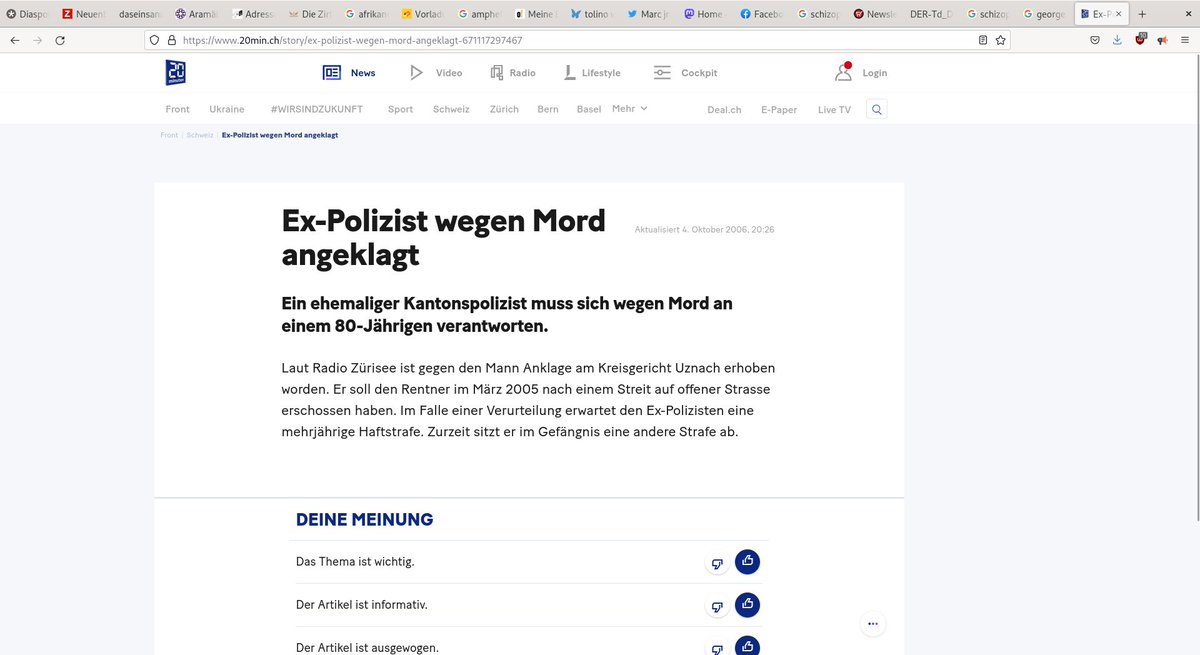 Diaspo
Neuent
daseinsare
Aramäi
Adress
Die Zir
afrikan
Vorlad
amphet
Meine
tolino
Marc jr
Home
Facebo
schizop
Newsle
DER-Td_D
schizop
george
Ex-P
https://www.20min.ch/story/ex-polizist-wegen-mord-angeklagt-671117297467
20
minuten
News
Video
Radio
Lifestyle
Cockpit
Login
Front
Ukraine
#WIRSINDZUKUNFT
Sport
Schweiz
Zürich
Bern
Basel
Mehr
Deal.ch
E-Paper
Live TV
Front | Schweiz | Ex-Polizist wegen Mord angeklagt
Ex-Polizist wegen Mord
angeklagt
Aktualisiert 4. Oktober 2006, 20:26
Ein ehemaliger Kantonspolizist muss sich wegen Mord an
einem 80-Jährigen verantworten.
Laut Radio Zürisee ist gegen den Mann Anklage am Kreisgericht Uznach erhoben
worden. Er soll den Rentner im März 2005 nach einem Streit auf offener Strasse
erschossen haben. Im Falle einer Verurteilung erwartet den Ex-Polizisten eine
mehrjährige Haftstrafe. Zurzeit sitzt er im Gefängnis eine andere Strafe ab.
DEINE MEINUNG
Das Thema ist wichtig.
Der Artikel ist informativ.
Der Artikel ist ausgewogen.